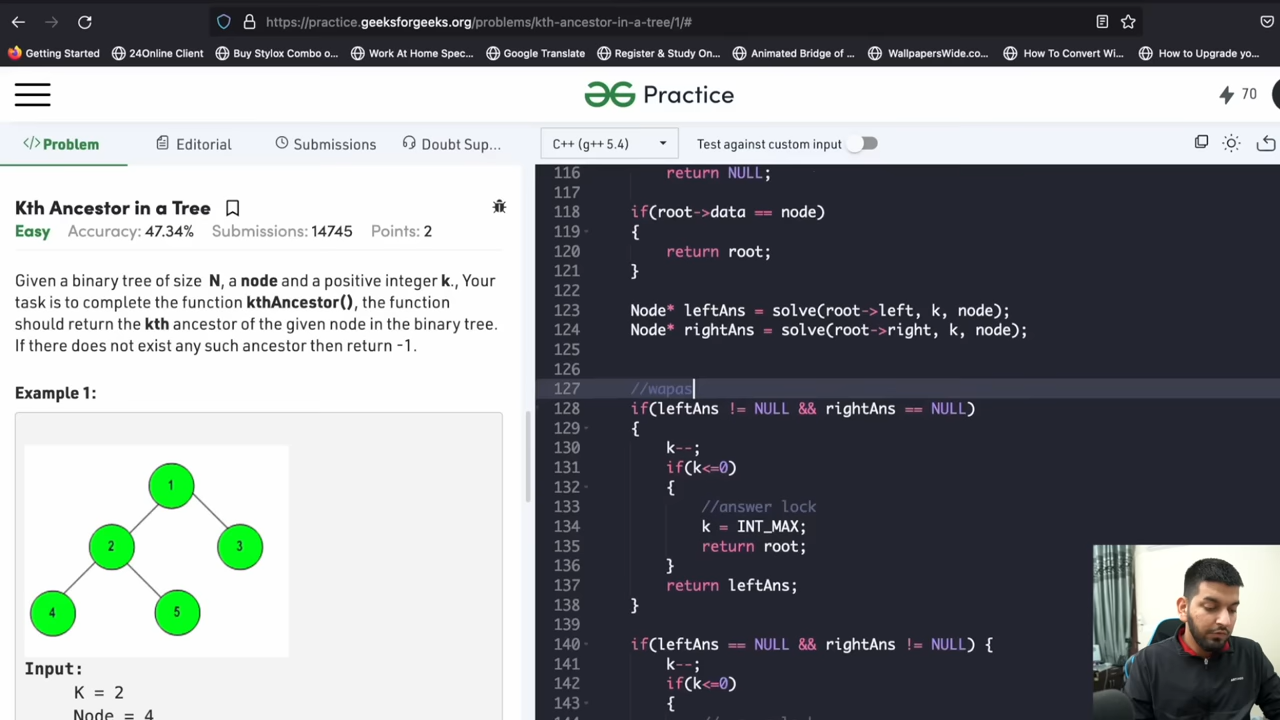 https://practice.geeksforgeeks.org/problems/kth-ancestor-in-a-tree/1/#
Getting Started 24Online Client Buy Stylox Combo o... Work At Home Spec... Google Translate Register & Study On... Animated Bridge of ... WallpapersWide.co... How To Convert Wi... How to Upgrade yo...
Practice
70
</>Problem Editorial Submissions Doubt Sup...
C++ (g++ 5.4) Test against custom input
Kth Ancestor in a Tree
Easy Accuracy: 47.34% Submissions: 14745 Points: 2
Given a binary tree of size N, a node and a positive integer k., Your
task is to complete the function kthAncestor(), the function
should return the kth ancestor of the given node in the binary tree.
If there does not exist any such ancestor then return -1.
Example 1:
1
2 3
4 5
Input:
K = 2
Node = 4
116 return NULL;
117
118 if(root->data == node)
119 {
120 return root;
121 }
122
123 Node* leftAns = solve(root->left, k, node);
124 Node* rightAns = solve(root->right, k, node);
125
126
127 //wapas
128 if(leftAns != NULL && rightAns == NULL)
129 {
130 k--;
131 if(k<=0)
132 {
133 //answer lock
134 k = INT_MAX;
135 return root;
136 }
137 return leftAns;
138 }
139
140 if(leftAns == NULL && rightAns != NULL) {
141 k--;
142 if(k<=0)
143 {